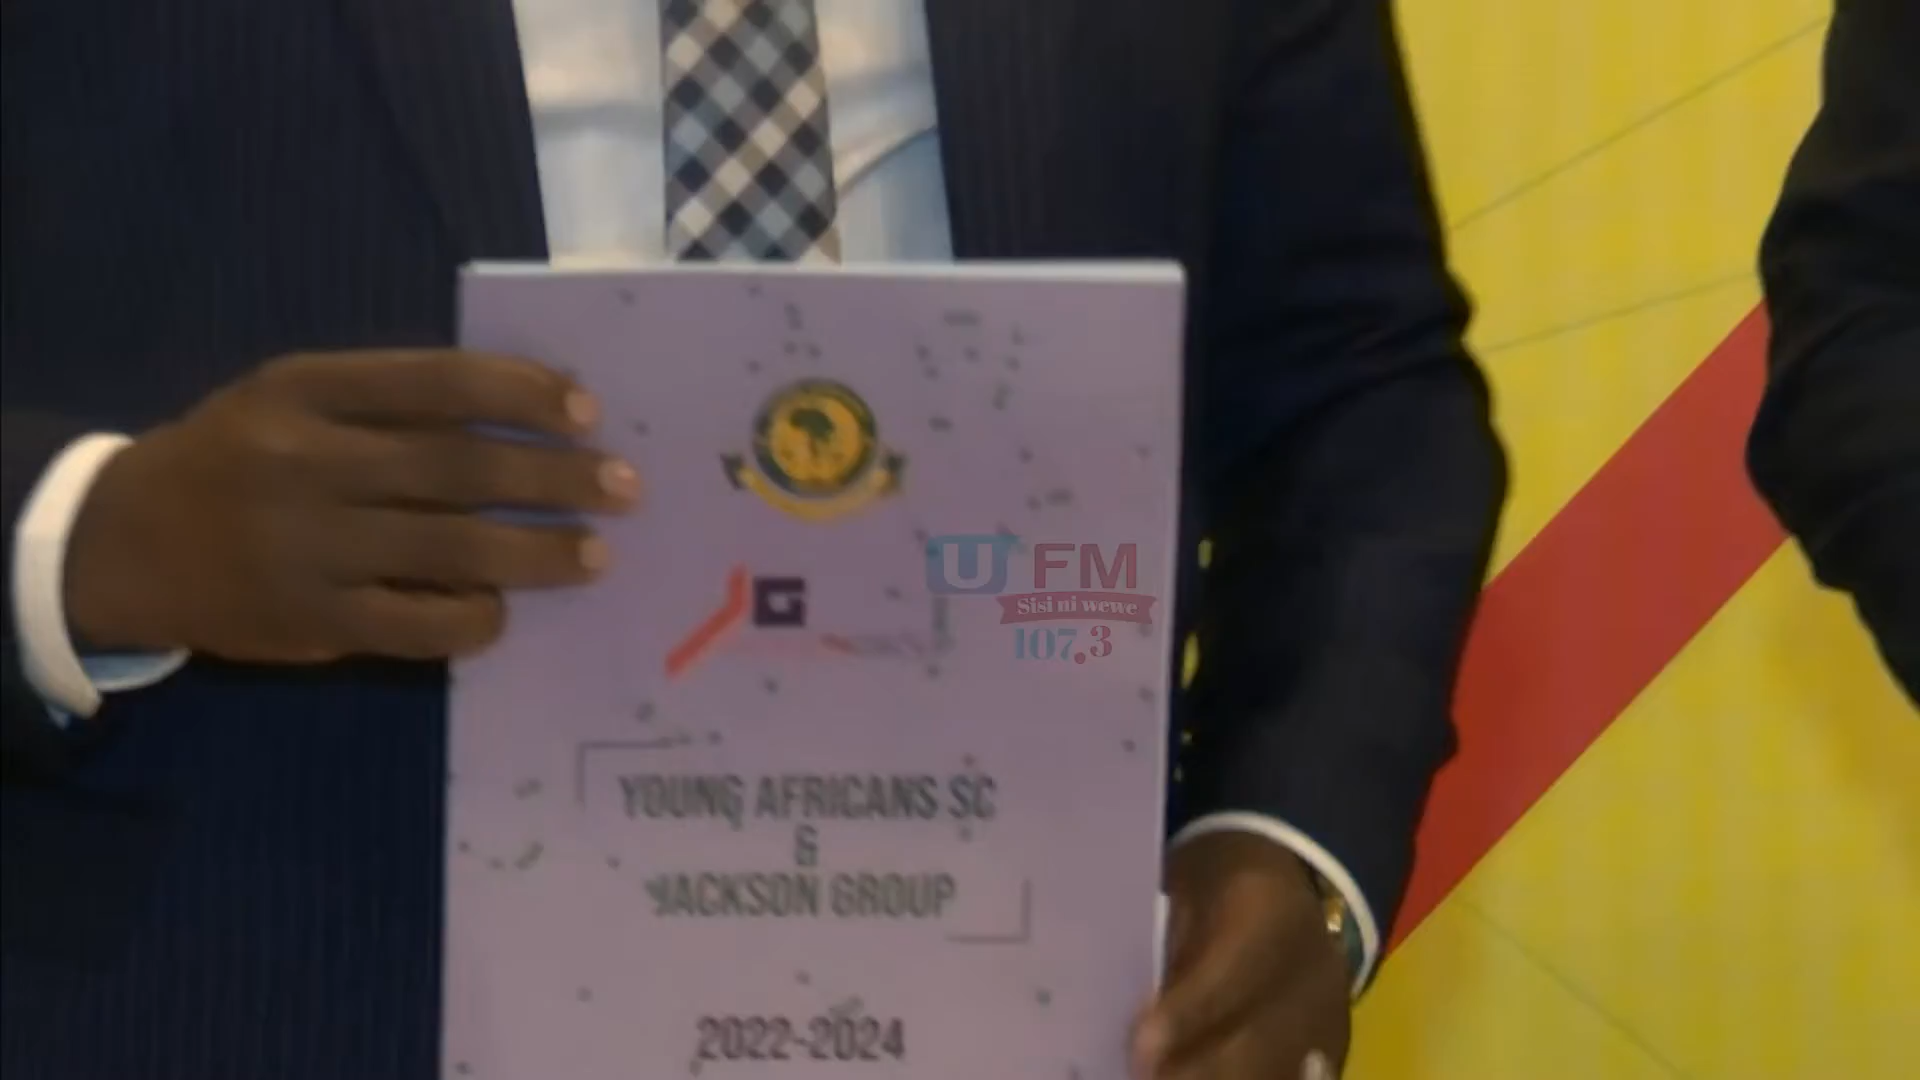 G
U FM
Sisi ni wewe
107.3
YOUNG AFRICANS SC
&
JACKSON GROUP
2022-2024